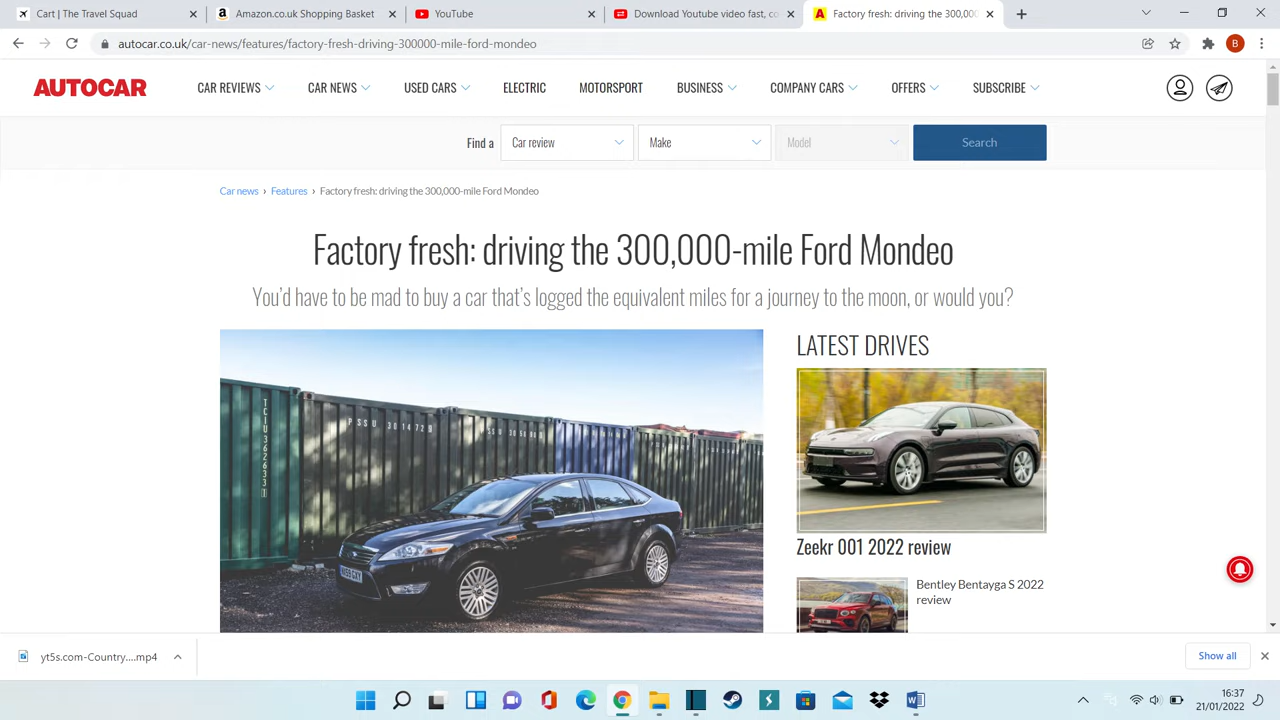 Cart | The Travel Squad
Amazon.co.uk Shopping Basket
YouTube
Download Youtube video fast, co
Factory fresh: driving the 300,000
autocar.co.uk/car-news/features/factory-fresh-driving-300000-mile-ford-mondeo
B
AUTOCAR
CAR REVIEWS
CAR NEWS
USED CARS
ELECTRIC
MOTORSPORT
BUSINESS
COMPANY CARS
OFFERS
SUBSCRIBE
Find a
Car review
Make
Model
Search
Car news › Features › Factory fresh: driving the 300,000-mile Ford Mondeo
Factory fresh: driving the 300,000-mile Ford Mondeo
You'd have to be mad to buy a car that's logged the equivalent miles for a journey to the moon, or would you?
LATEST DRIVES
Zeekr 001 2022 review
Bentley Bentayga S 2022
review
yt5s.com-Country....mp4
Show all
16:37
21/01/2022